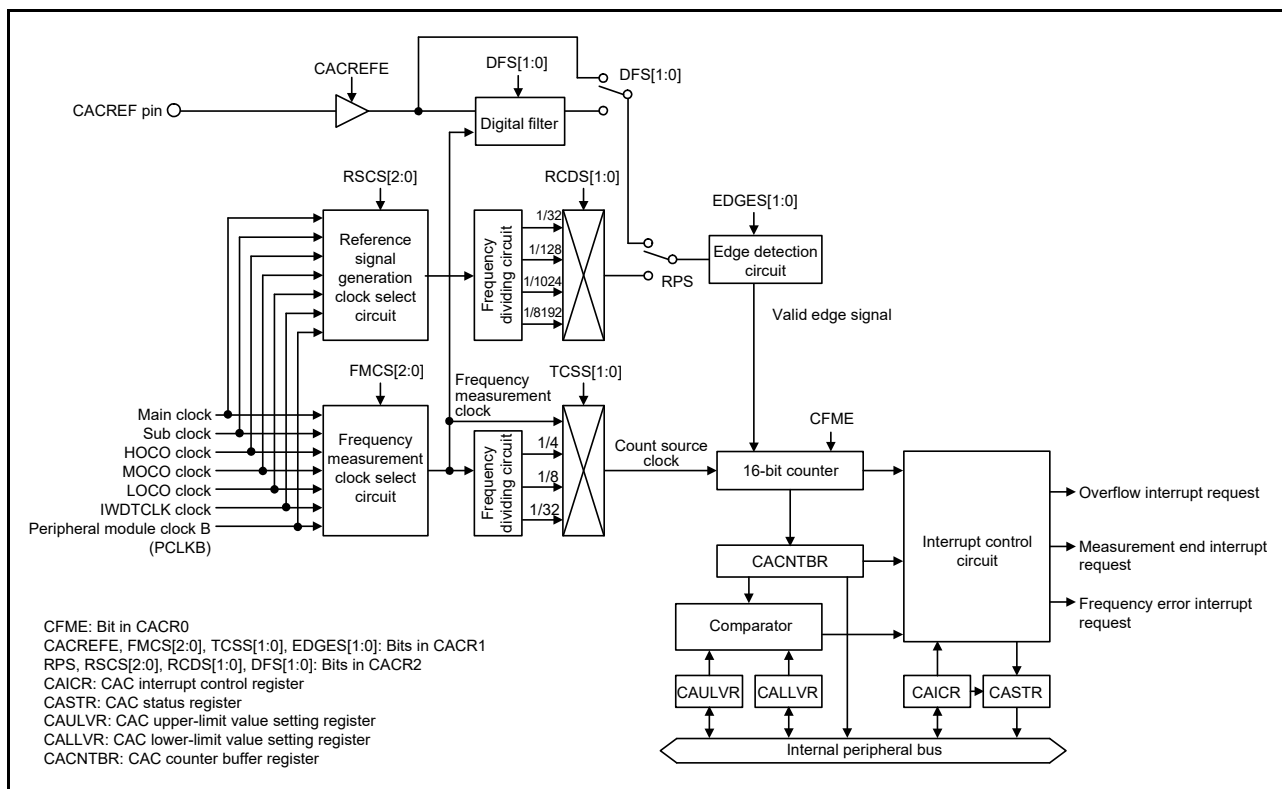 CACREFE
DFS[1:0]
DFS[1:0]
CACREF pin
Digital filter
RSCS[2:0]
RCDS[1:0]
EDGES[1:0]
Reference
signal
generation
clock select
circuit
Frequency
dividing circuit
1/32
1/128
1/1024
1/8192
RPS
Edge detection
circuit
Valid edge signal
FMCS[2:0]
Frequency
measurement
clock
TCSS[1:0]
Main clock
Sub clock
HOCO clock
MOCO clock
LOCO clock
IWDTCLK clock
Peripheral module clock B
(PCLKB)
Frequency
measurement
clock select
circuit
Frequency
dividing circuit
1/4
1/8
1/32
Count source
clock
CFME
16-bit counter
CACNTBR
Comparator
Interrupt control
circuit
Overflow interrupt request
Measurement end interrupt
request
Frequency error interrupt
request
CAULVR
CALLVR
CAICR
CASTR
Internal peripheral bus
CFME: Bit in CACR0
CACREFE, FMCS[2:0], TCSS[1:0], EDGES[1:0]: Bits in CACR1
RPS, RSCS[2:0], RCDS[1:0], DFS[1:0]: Bits in CACR2
CAICR: CAC interrupt control register
CASTR: CAC status register
CAULVR: CAC upper-limit value setting register
CALLVR: CAC lower-limit value setting register
CACNTBR: CAC counter buffer register